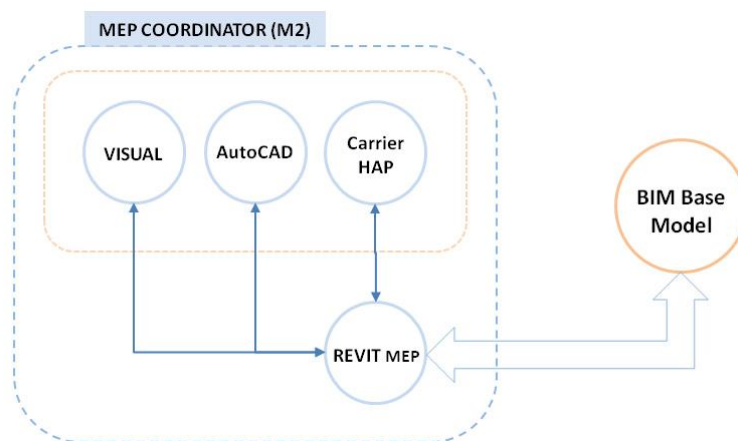 MEP COORDINATOR (M2)
VISUAL
AutoCAD
Carrier
HAP
BIM Base
Model
REVIT MEP